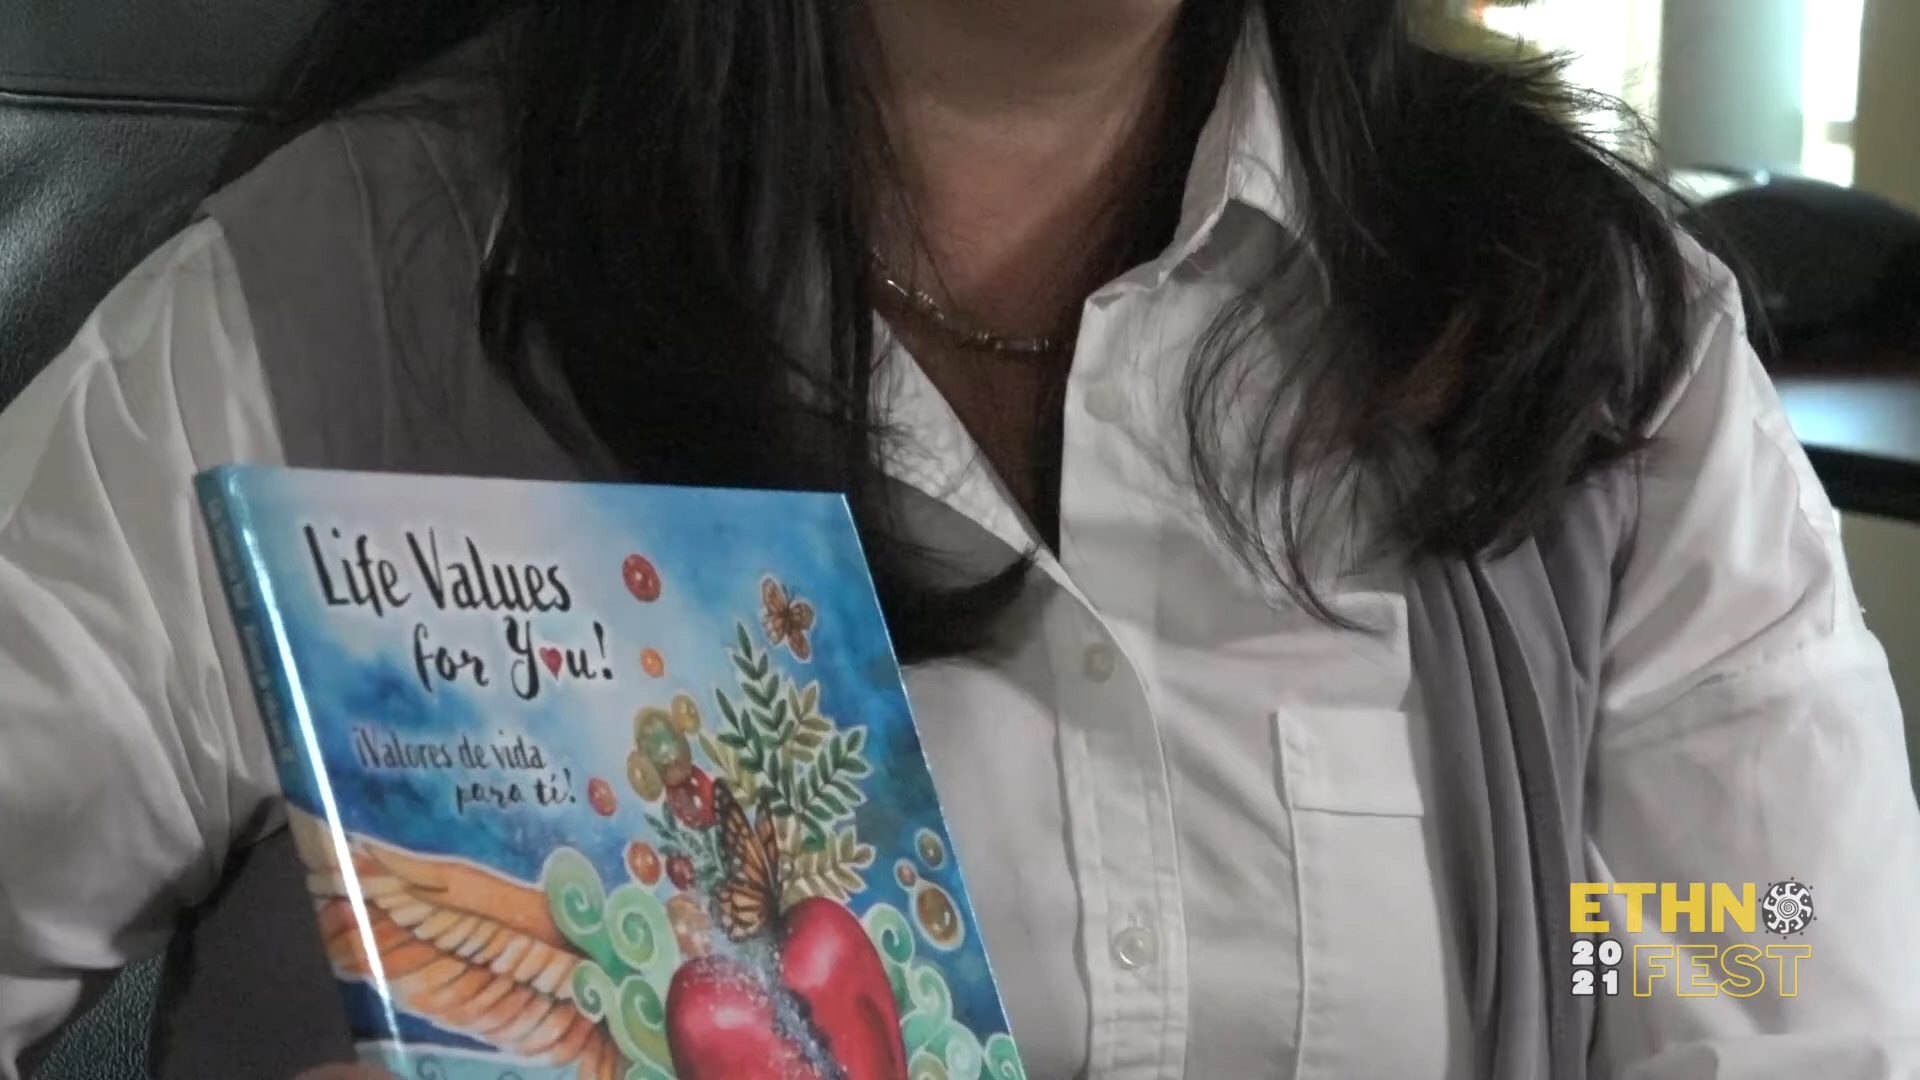 Life Values
for You!
¡Valores de vida
para tí!
ETHNO
20
21
FEST